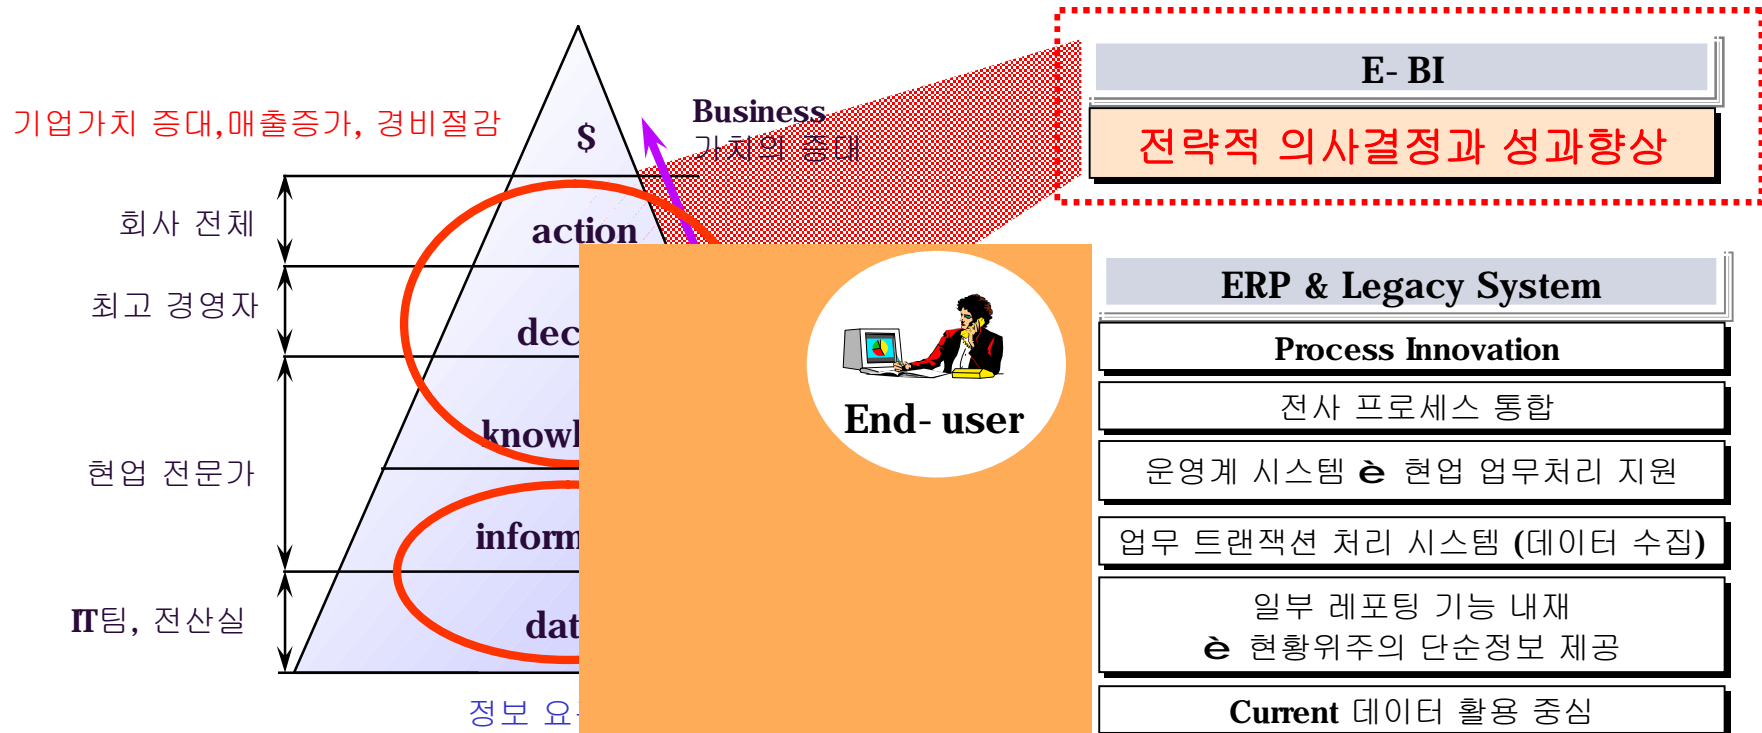 기업가치 증대,매출증가, 경비절감
$
Business
가치의 증대
회사 전체
action
최고 경영자
현업 전문가
IT팀, 전산실
정보
End- user
E- BI
전략적 의사결정과 성과향상
ERP & Legacy System
Process Innovation
전사 프로세스 통합
운영계 시스템 è 현업 업무처리 지원
업무 트랜잭션 처리 시스템 (데이터 수집)
일부 레포팅 기능 내재
è 현황위주의 단순정보 제공
Current 데이터 활용 중심